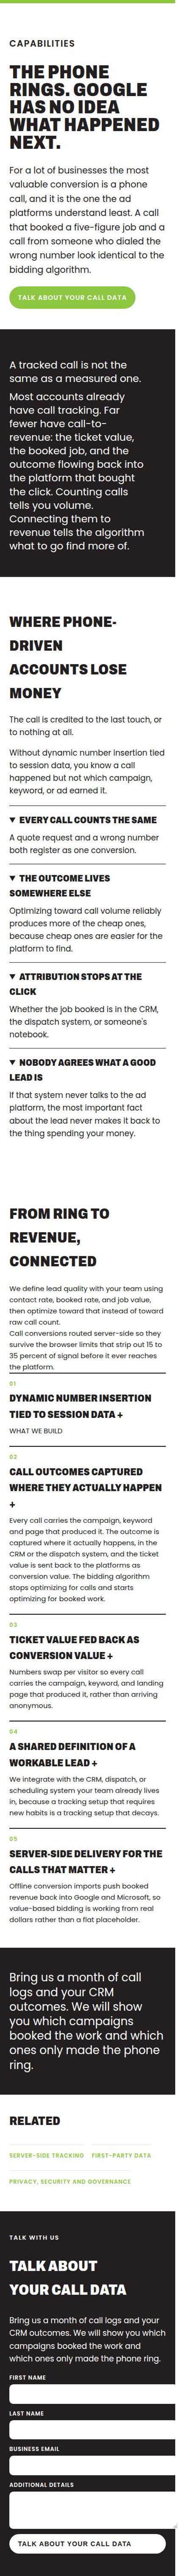 CAPABILITIES
THE PHONE
RINGS. GOOGLE
HAS NO IDEA
WHAT HAPPENED
NEXT.
For a lot of businesses the most
valuable conversion is a phone
call, and it is the one the ad
platforms understand least. A call
that booked a five-figure job and a
call from someone who dialed the
wrong number look identical to the
bidding algorithm.
TALK ABOUT YOUR CALL DATA
A tracked call is not the
same as a measured one.
Most accounts already
have call tracking. Far
fewer have call-to-
revenue: the ticket value,
the booked job, and the
outcome flowing back into
the platform that bought
the click. Counting calls
tells you volume.
Connecting them to
revenue tells the algorithm
what to go find more of.
WHERE PHONE-
DRIVEN
ACCOUNTS LOSE
MONEY
The call is credited to the last touch, or
to nothing at all.
Without dynamic number insertion tied
to session data, you know a call
happened but not which campaign,
keyword, or ad earned it.
▼ EVERY CALL COUNTS THE SAME
A quote request and a wrong number
both register as one conversion.
▼ THE OUTCOME LIVES
SOMEWHERE ELSE
Optimizing toward call volume reliably
produces more of the cheap ones,
because cheap ones are easier for the
platform to find.
▼ ATTRIBUTION STOPS AT THE
CLICK
Whether the job booked is in the CRM,
the dispatch system, or someone's
notebook.
▼ NOBODY AGREES WHAT A GOOD
LEAD IS
If that system never talks to the ad
platform, the most important fact
about the lead never makes it back to
the thing spending your money.
FROM RING TO
REVENUE,
CONNECTED
We define lead quality with your team using
contact rate, booked rate, and job value,
then optimize toward that instead of toward
raw call count.
Call conversions routed server-side so they
survive the browser limits that strip out 15 to
35 percent of signal before it ever reaches
the platform.
01
DYNAMIC NUMBER INSERTION
TIED TO SESSION DATA +
WHAT WE BUILD
02
CALL OUTCOMES CAPTURED
WHERE THEY ACTUALLY HAPPEN
+
Every call carries the campaign, keyword
and page that produced it. The outcome is
captured where it actually happens, in the
CRM or the dispatch system, and the ticket
value is sent back to the platforms as
conversion value. The bidding algorithm
stops optimizing for calls and starts
optimizing for booked work.
03
TICKET VALUE FED BACK AS
CONVERSION VALUE +
Numbers swap per visitor so every call
carries the campaign, keyword, and landing
page that produced it, rather than arriving
anonymous.
04
A SHARED DEFINITION OF A
WORKABLE LEAD +
We integrate with the CRM, dispatch, or
scheduling system your team already lives
in, because a tracking setup that requires
new habits is a tracking setup that decays.
05
SERVER-SIDE DELIVERY FOR THE
CALLS THAT MATTER +
Offline conversion imports push booked
revenue back into Google and Microsoft, so
value-based bidding is working from real
dollars rather than a flat placeholder.
Bring us a month of call
logs and your CRM
outcomes. We will show
you which campaigns
booked the work and which
ones only made the phone
ring.
RELATED
SERVER-SIDE TRACKING FIRST-PARTY DATA
PRIVACY, SECURITY AND GOVERNANCE
TALK WITH US
TALK ABOUT
YOUR CALL DATA
Bring us a month of call logs and your
CRM outcomes. We will show you which
campaigns booked the work and
which ones only made the phone ring.
FIRST NAME
LAST NAME
BUSINESS EMAIL
ADDITIONAL DETAILS
TALK ABOUT YOUR CALL DATA